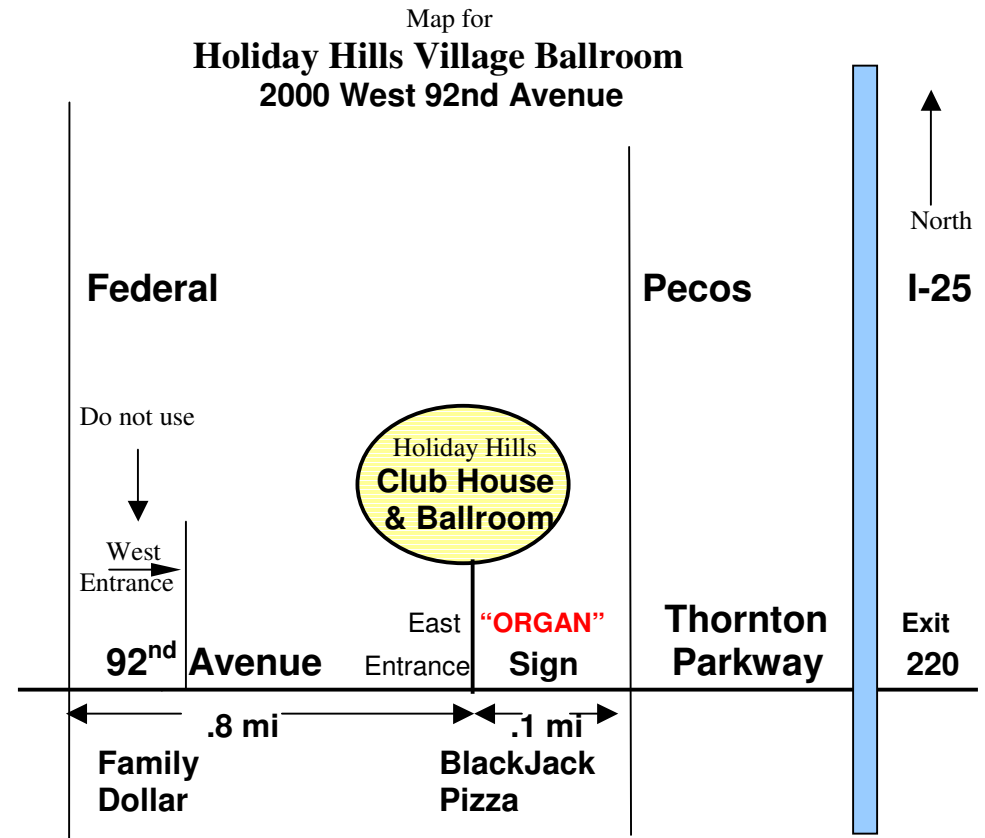 Map for
Holiday Hills Village Ballroom
2000 West 92nd Avenue
North
Federal
Pecos
I-25
Do not use
Holiday Hills
Club House
& Ballroom
West
Entrance
East
"ORGAN"
Thornton
Exit
92nd Avenue
Entrance
Sign
Parkway
220
.8 mi
.1 mi
Family
Dollar
BlackJack
Pizza